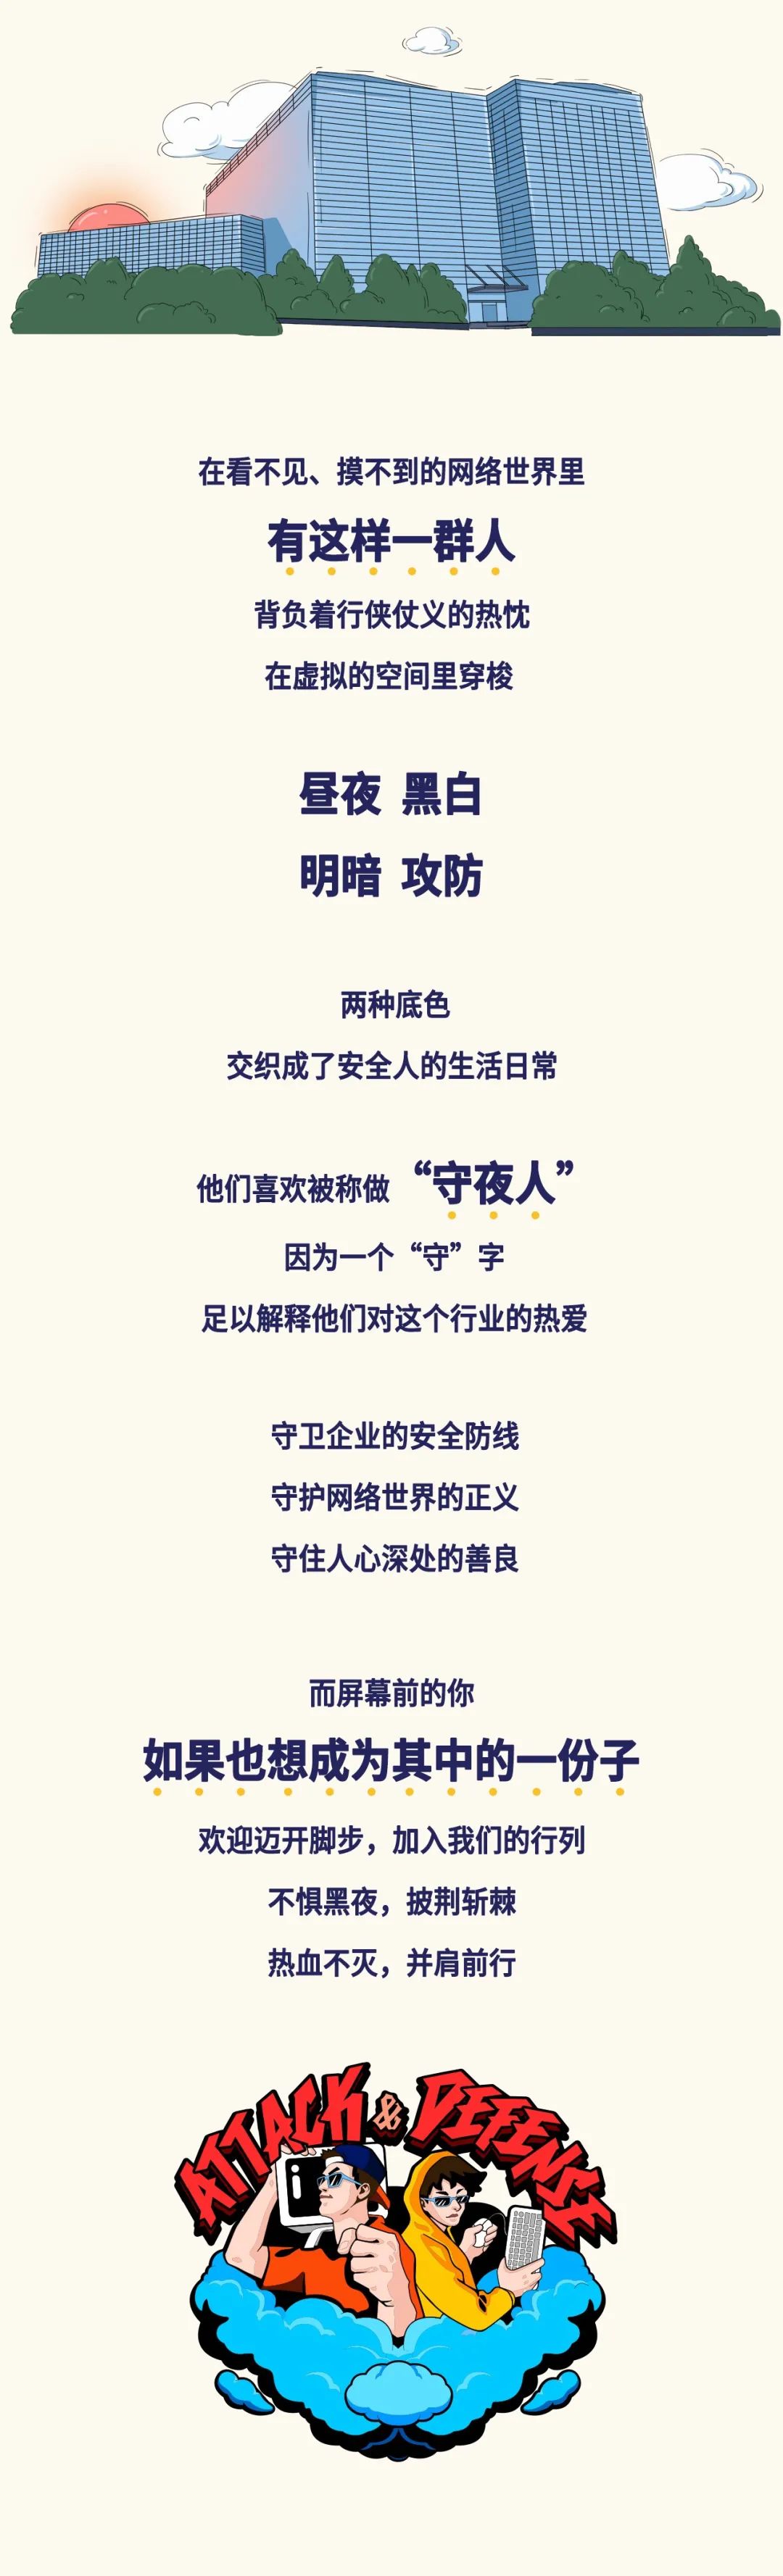 在看不见、摸不到的网络世界里
有这样一群人
背负着行侠仗义的热忱
在虚拟的空间里穿梭
昼夜 黑白
明暗 攻防
两种底色
交织成了安全人的生活日常
他们喜欢被称做“守夜人”
因为一个“守”字
足以解释他们对这个行业的热爱
守卫企业的安全防线
守护网络世界的正义
守住人心深处的善良
而屏幕前的你
如果也想成为其中的一份子
欢迎迈开脚步，加入我们的行列
不惧黑夜，披荆斩棘
热血不灭，并肩前行
ATTACK & DEFENSE